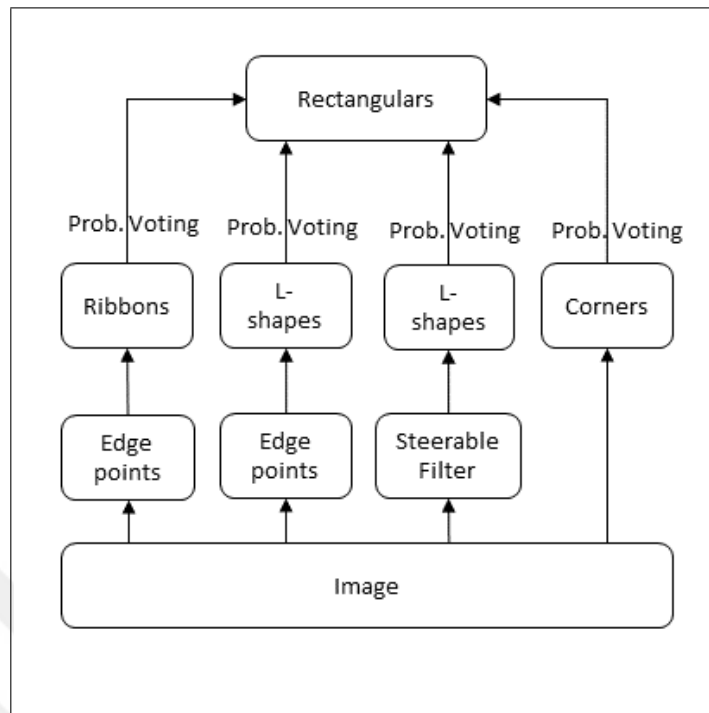 Rectangulars
Prob. Voting
Prob. Voting
Prob. Voting
Prob. Voting
Ribbons
L-
shapes
L-
shapes
Corners
Edge
points
Edge
points
Steerable
Filter
Image